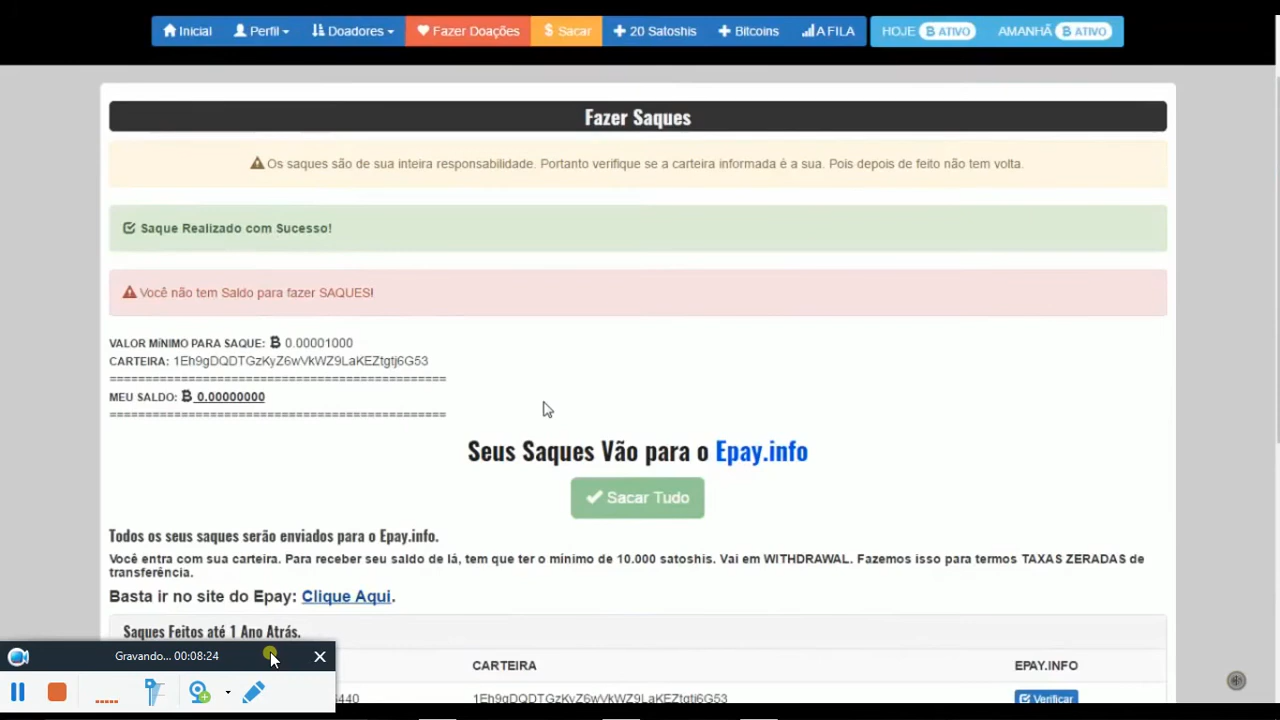 Inicial Perfil Doadores Fazer Doações $ Sacar 20 Satoshis Bitcoins A FILA HOJE ATIVO AMANHÃ ATIVO
Fazer Saques
Os saques são de sua inteira responsabilidade. Portanto verifique se a carteira informada é a sua. Pois depois de feito não tem volta.
Saque Realizado com Sucesso!
Você não tem Saldo para fazer SAQUES!
VALOR MíNIMO PARA SAQUE: 0.00001000
CARTEIRA: 1Eh9gDQDTGzKyZ6wVkWZ9LaKEZtgtj6G53
===============================================
MEU SALDO: 0.00000000
===============================================
Seus Saques Vão para o Epay.info
Sacar Tudo
Todos os seus saques serão enviados para o Epay.info.
Você entra com sua carteira. Para receber seu saldo de lá, tem que ter o mínimo de 10.000 satoshis. Vai em WITHDRAWAL. Fazemos isso para termos TAXAS ZERADAS de
transferência.
Basta ir no site do Epay: Clique Aqui.
Saques Feitos até 1 Ano Atrás.
Gravando... 00:08:24
CARTEIRA EPAY.INFO
1Eh9gDQDTGzKyZ6wVkWZ9LaKEZtgtj6G53 Verificar